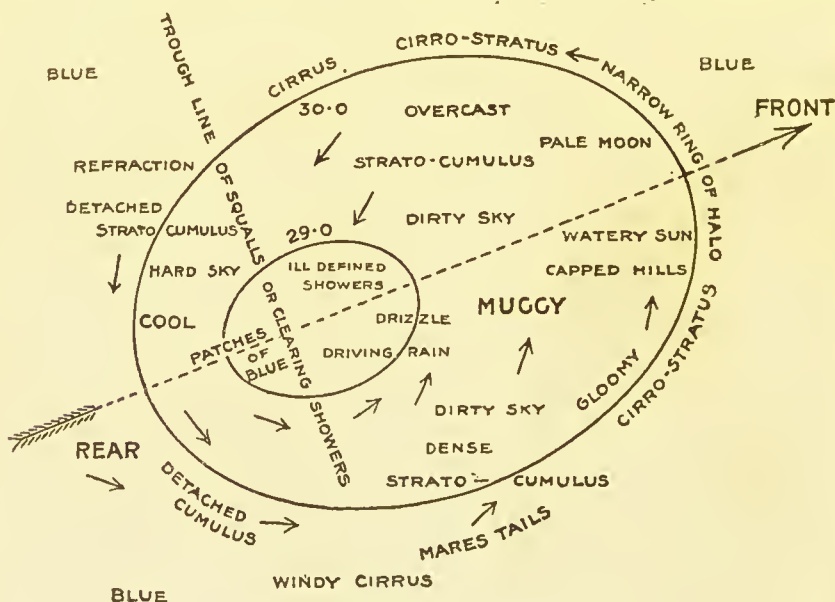 TROUGH LINE OF SQUALLS OR CLEARING SHOWERS
BLUE
CIRRUS.
CIRRO-STRATUS
NARROW RING OF HALO
BLUE
FRONT
30.0
OVERCAST
PALE MOON
REFRACTION
STRATO-CUMULUS
DETACHED
STRATO CUMULUS
29.0
DIRTY SKY
WATERY SUN
HARD SKY
ILL DEFINED
SHOWERS
CAPPED HILLS
COOL
DRIZZLE
MUGGY
PATCHES
OF
BLUE
DRIVING RAIN
GLOOMY
CIRRO-STRATUS
DIRTY SKY
REAR
DENSE
STRATO - CUMULUS
DETACHED
CUMULUS
MARES TAILS
WINDY CIRRUS
BLUE